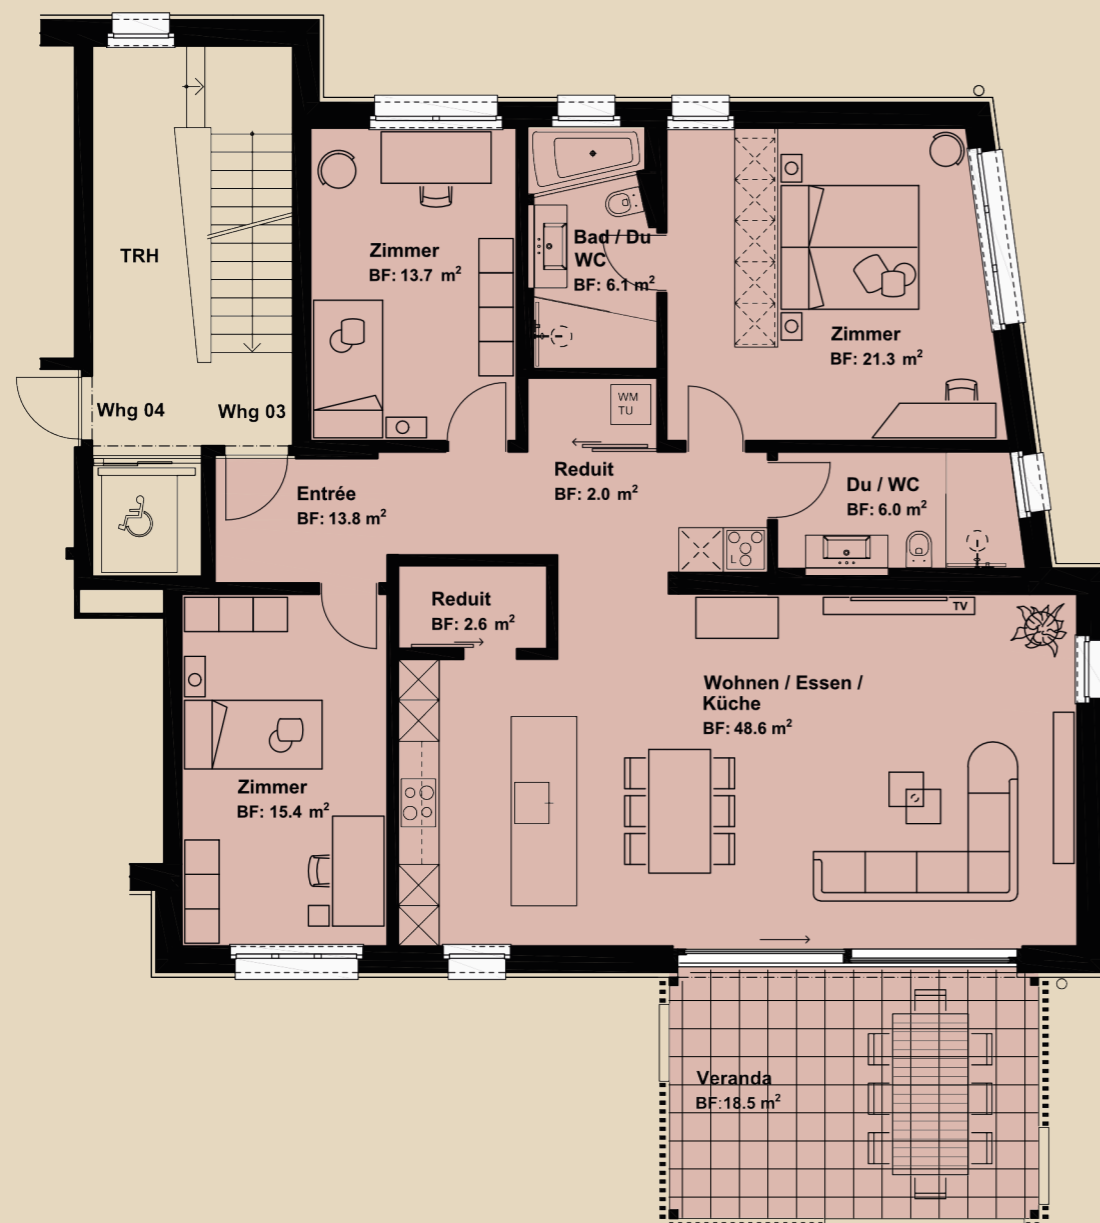 TRH
Zimmer
BF: 13.7 m²
Bad / Du
WC
BF: 6.1 m²
Zimmer
BF: 21.3 m²
Whg 04
Whg 03
WM
TU
Entrée
BF: 13.8 m²
Reduit
BF: 2.0 m²
Du / WC
BF: 6.0 m²
L
Reduit
BF: 2.6 m²
TV
Wohnen / Essen /
Küche
BF: 48.6 m²
Zimmer
BF: 15.4 m²
Veranda
BF:18.5 m²